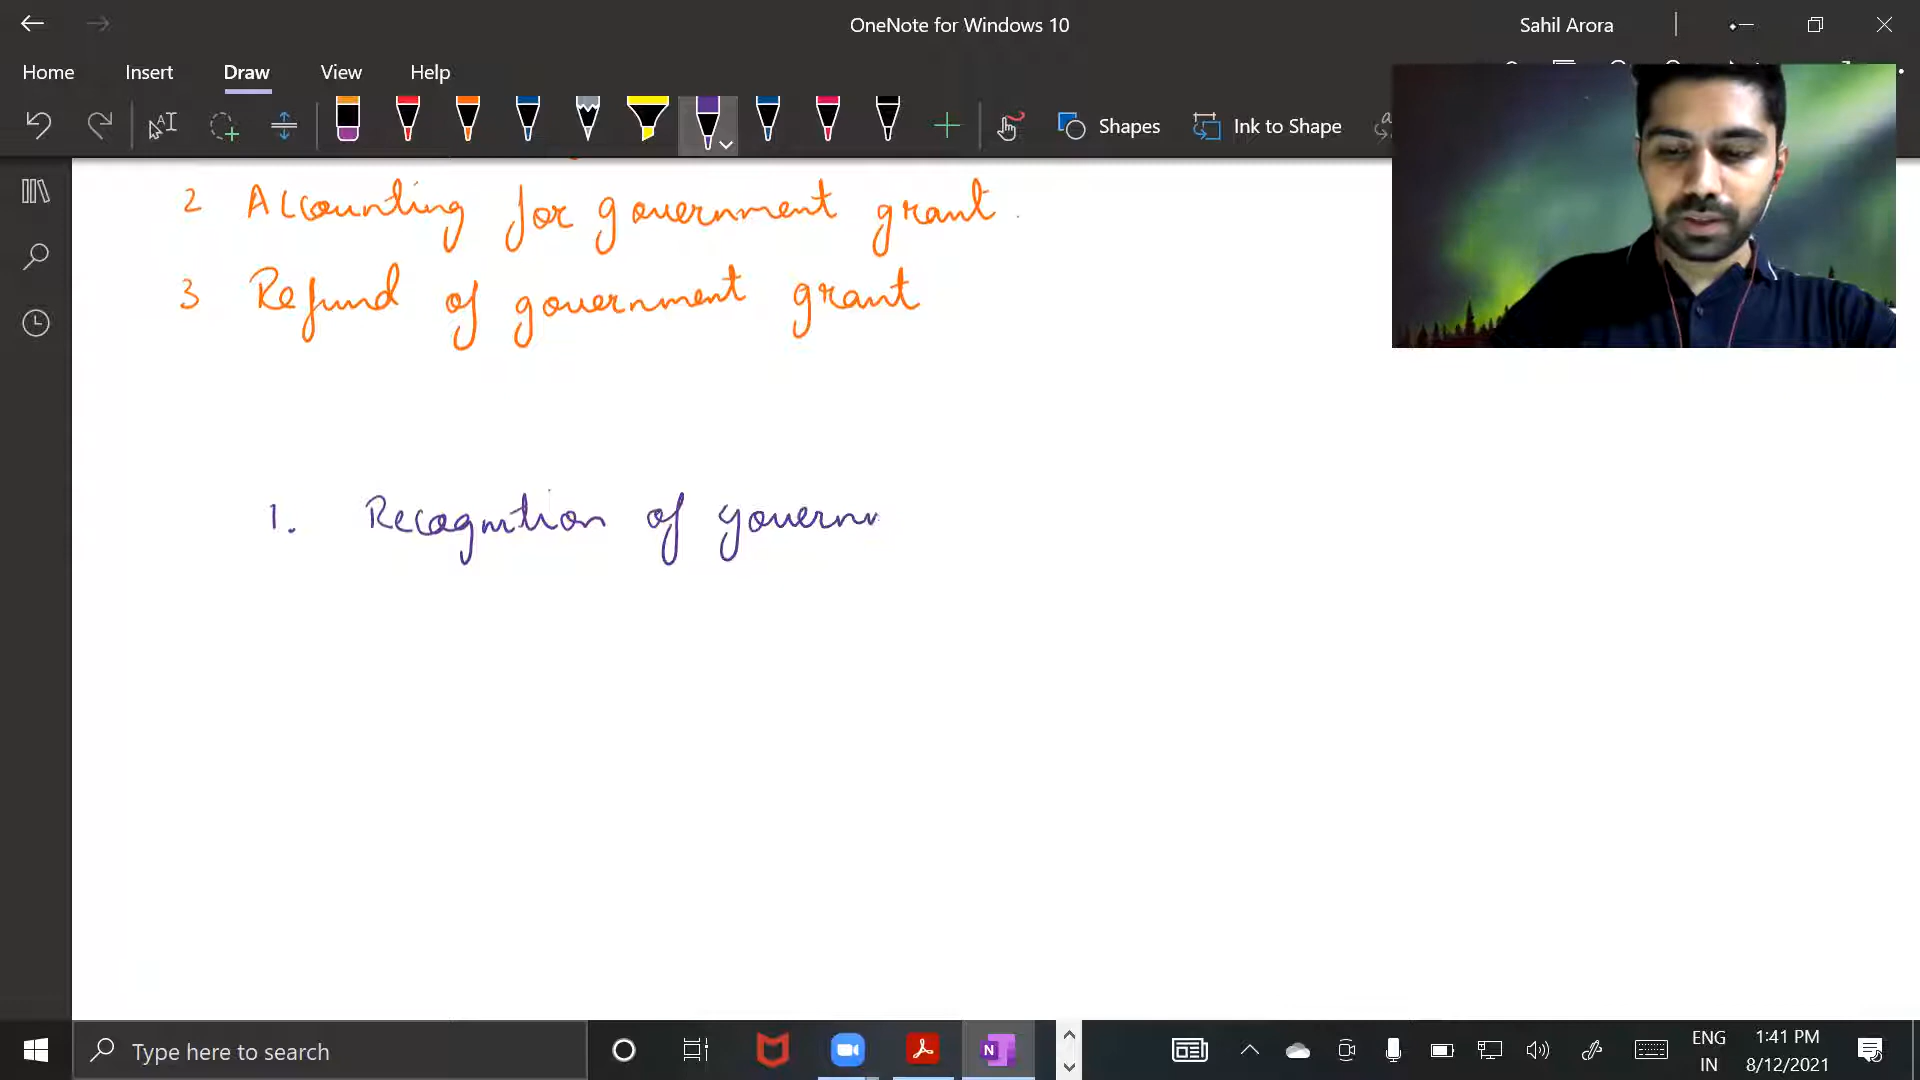 OneNote for Windows 10
Sahil Arora
Home Insert Draw View Help
Shapes Ink to Shape
2 Accounting for government grant.
3 Refund of government grant
1. Recognition of governm
Type here to search
ENG 1:41 PM
IN 8/12/2021